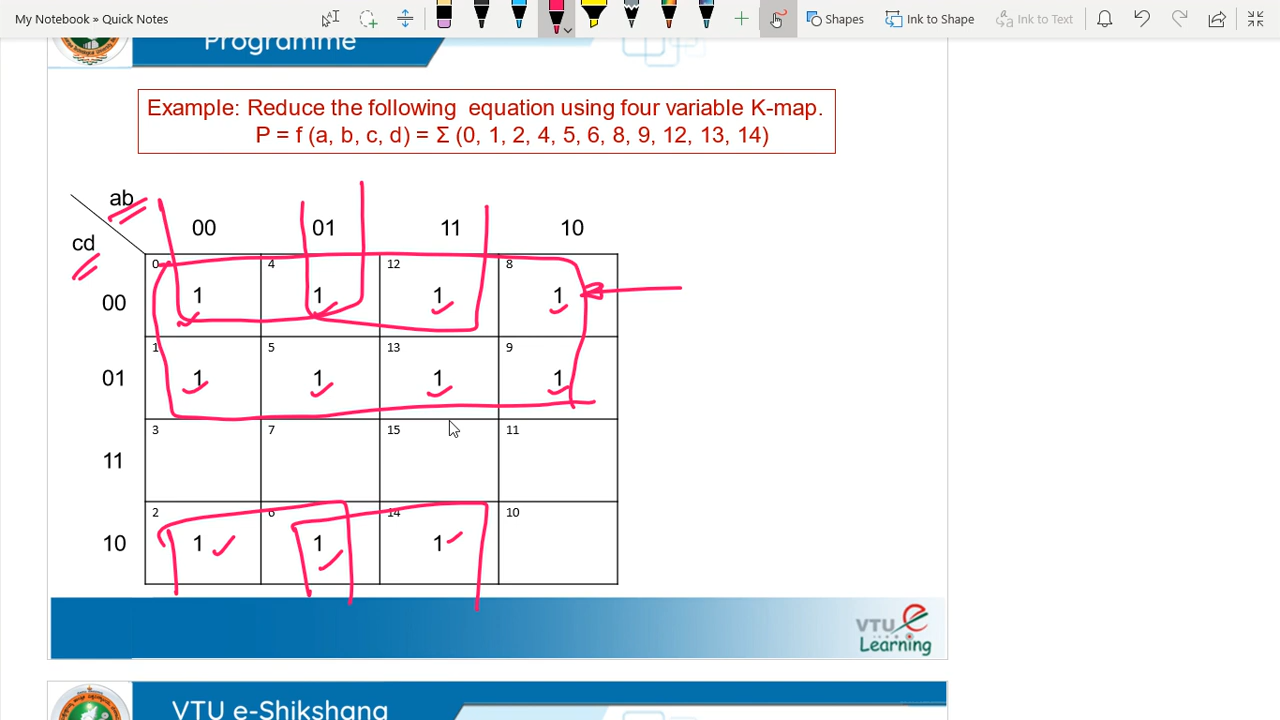 My Notebook » Quick Notes
Shapes
Ink to Shape
Ink to Text
Programme
Example: Reduce the following equation using four variable K-map.
P = f (a, b, c, d) = Σ (0, 1, 2, 4, 5, 6, 8, 9, 12, 13, 14)
ab
cd
00 01 11 10
0 4 12 8
00 1 1 1 1
1 5 13 9
01 1 1 1 1
3 7 15 11
11
2 6 14 10
10 1 1 1
VTU e
Learning
VTU e-Shikshana